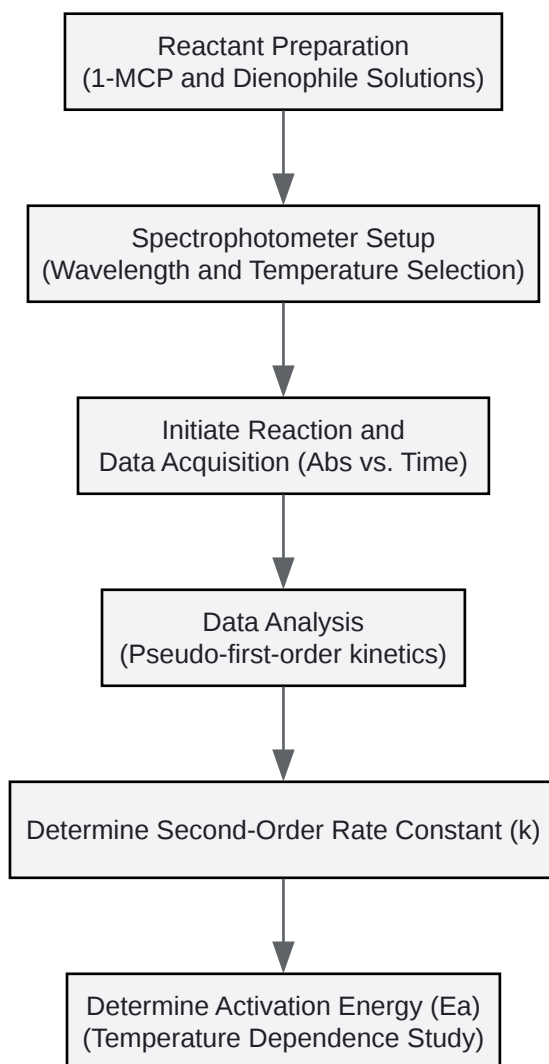 Reactant Preparation
(1-MCP and Dienophile Solutions)
Spectrophotometer Setup
(Wavelength and Temperature Selection)
Initiate Reaction and
Data Acquisition (Abs vs. Time)
Data Analysis
(Pseudo-first-order kinetics)
Determine Second-Order Rate Constant (k)
Determine Activation Energy (Ea)
(Temperature Dependence Study)